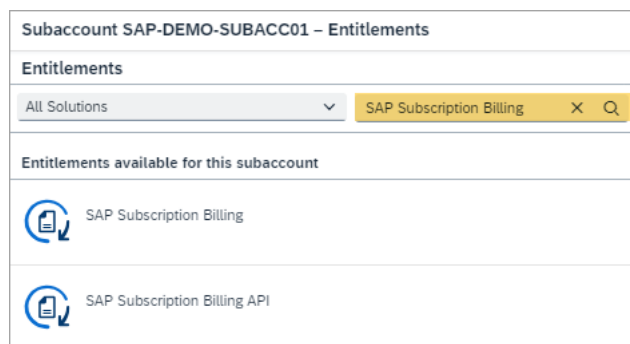 Subaccount SAP-DEMO-SUBACC01 – Entitlements
Entitlements
All Solutions SAP Subscription Billing
Entitlements available for this subaccount
SAP Subscription Billing
SAP Subscription Billing API